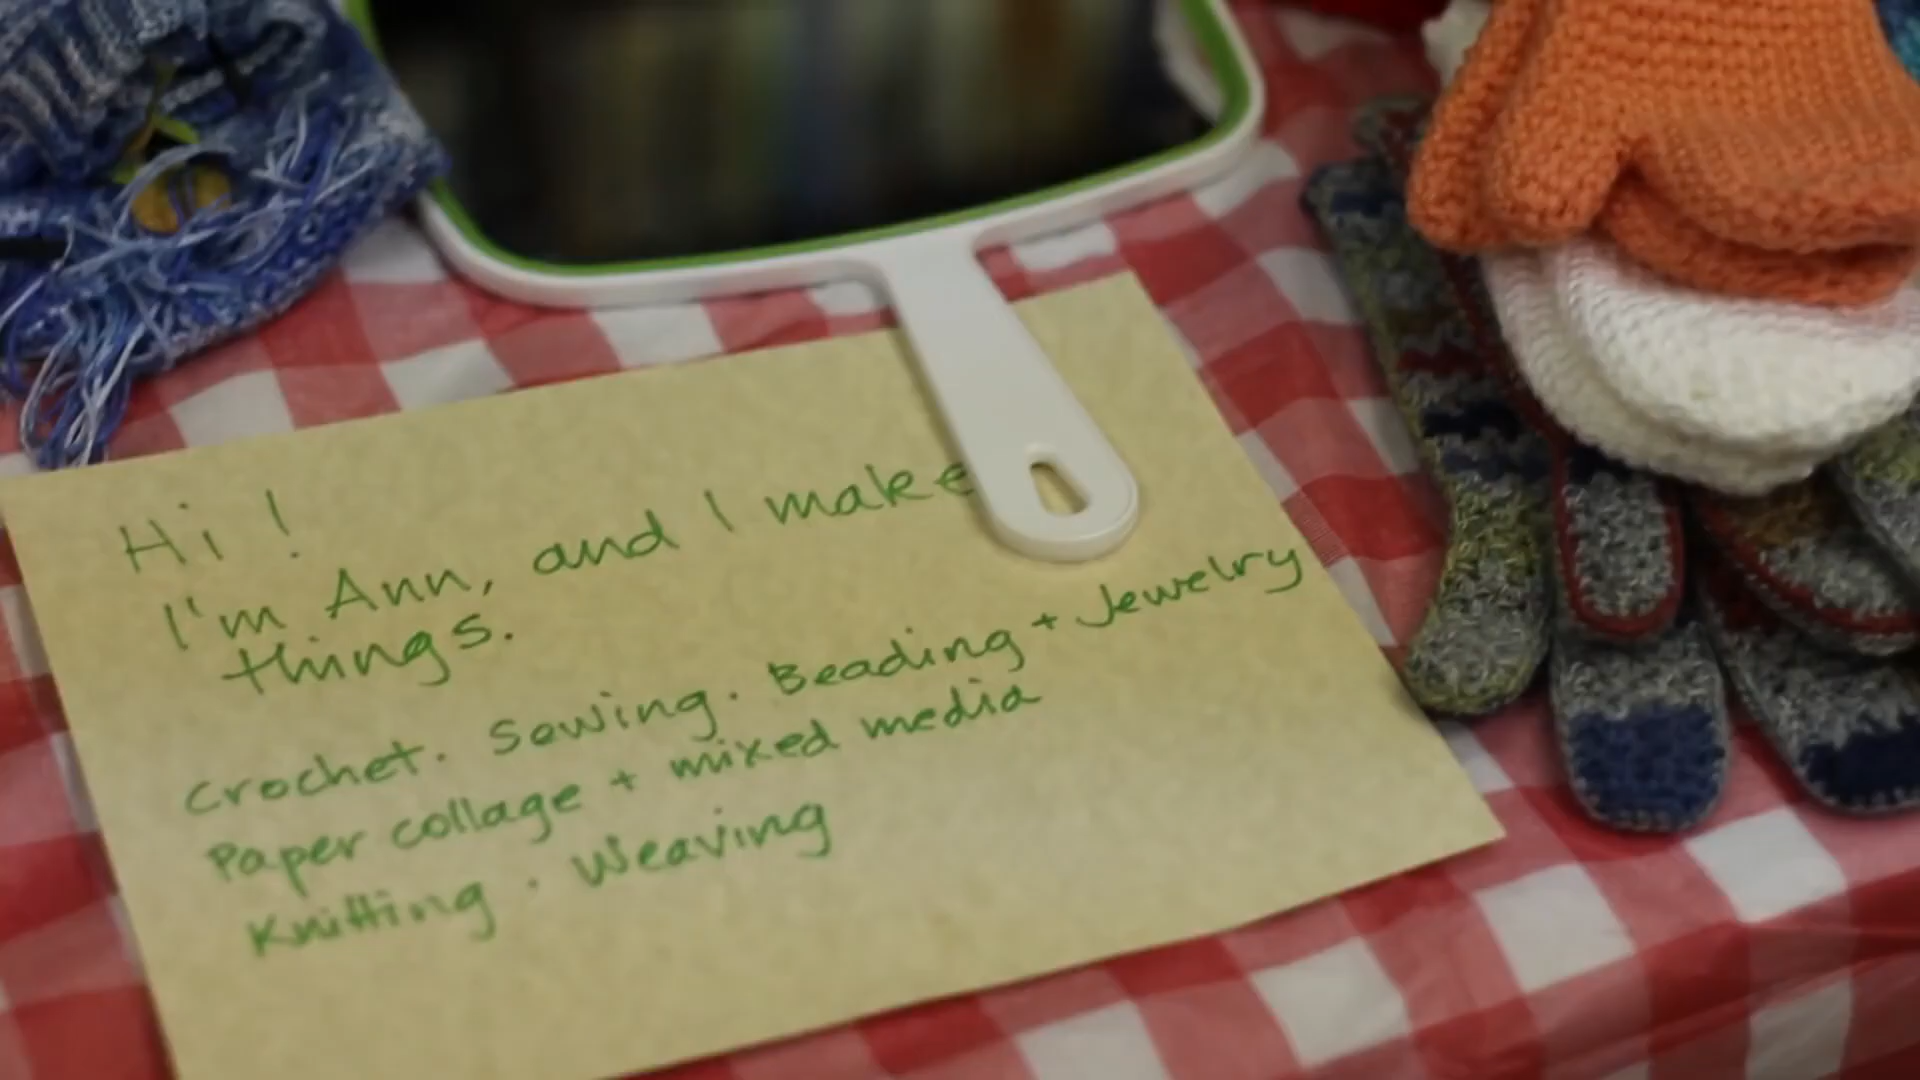 Hi !
I'm Ann, and I make
things.
Crochet. Sewing. Beading + Jewelry
Paper collage + mixed media
Knitting . Weaving